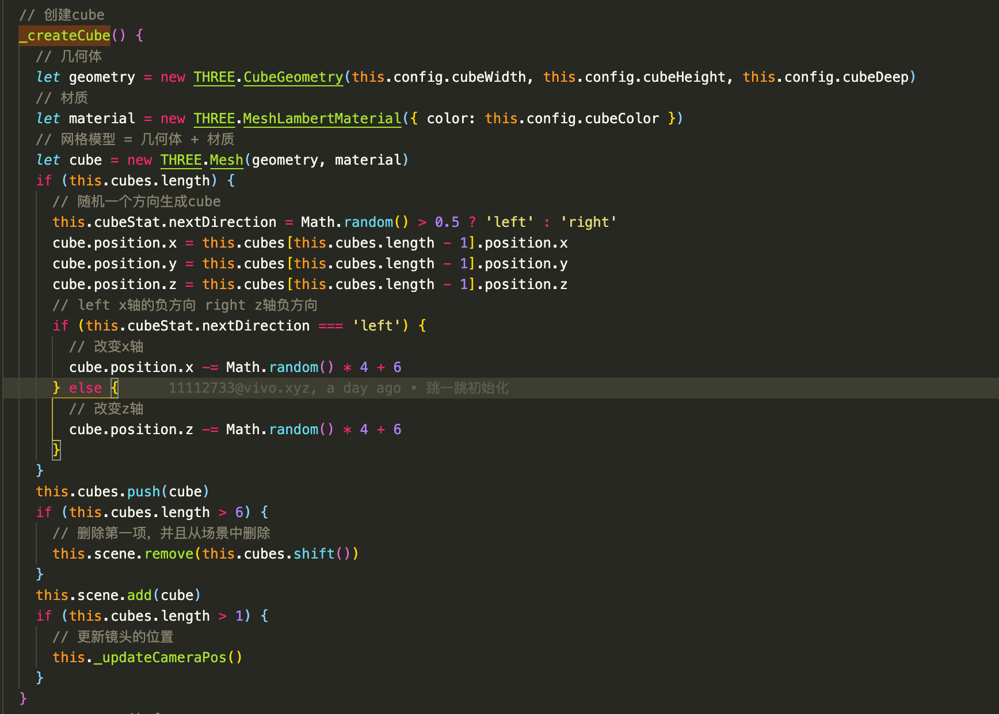 // 创建cube
_createCube() {
// 几何体
let geometry = new THREE.CubeGeometry(this.config.cubeWidth, this.config.cubeHeight, this.config.cubeDeep)
// 材质
let material = new THREE.MeshLambertMaterial({ color: this.config.cubeColor })
// 网格模型 = 几何体 + 材质
let cube = new THREE.Mesh(geometry, material)
if (this.cubes.length) {
// 随机一个方向生成cube
this.cubeStat.nextDirection = Math.random() > 0.5 ? 'left' : 'right'
cube.position.x = this.cubes[this.cubes.length - 1].position.x
cube.position.y = this.cubes[this.cubes.length - 1].position.y
cube.position.z = this.cubes[this.cubes.length - 1].position.z
// left x轴的负方向 right z轴负方向
if (this.cubeStat.nextDirection === 'left') {
// 改变x轴
cube.position.x -= Math.random() * 4 + 6
} else { 11112733@vivo.xyz, a day ago • 跳一跳初始化
// 改变z轴
cube.position.z -= Math.random() * 4 + 6
}
}
this.cubes.push(cube)
if (this.cubes.length > 6) {
// 删除第一项，并且从场景中删除
this.scene.remove(this.cubes.shift())
}
this.scene.add(cube)
if (this.cubes.length > 1) {
// 更新镜头的位置
this._updateCameraPos()
}
}